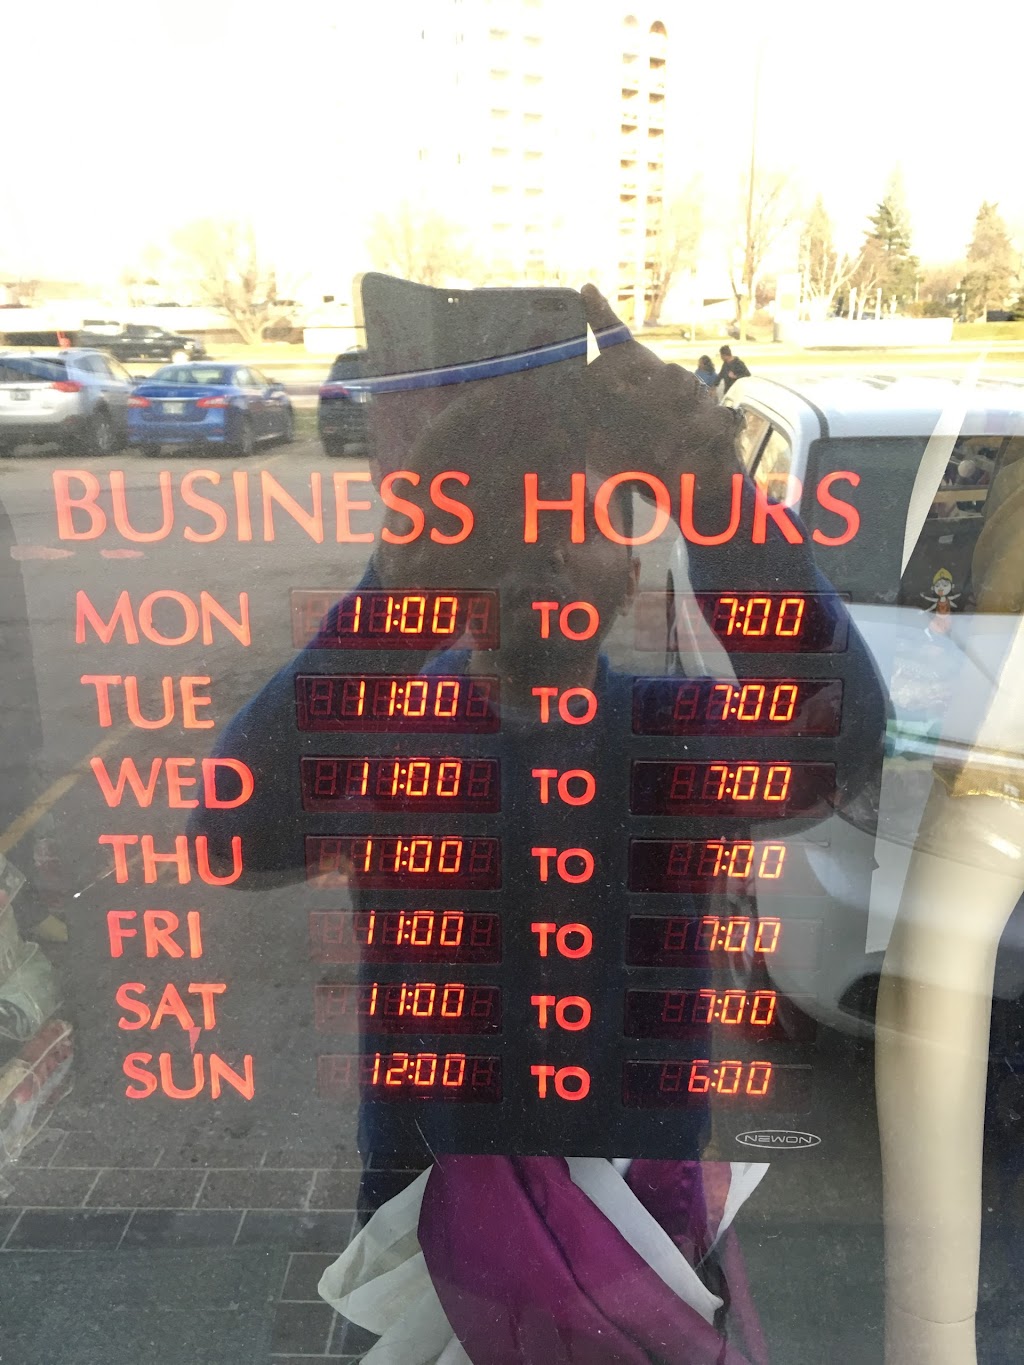 BUSINESS HOURS
MON 11:00 TO 7:00
TUE 11:00 TO 7:00
WED 11:00 TO 7:00
THU 11:00 TO 7:00
FRI 11:00 TO 7:00
SAT 11:00 TO 7:00
SUN 12:00 TO 6:00
NEWON